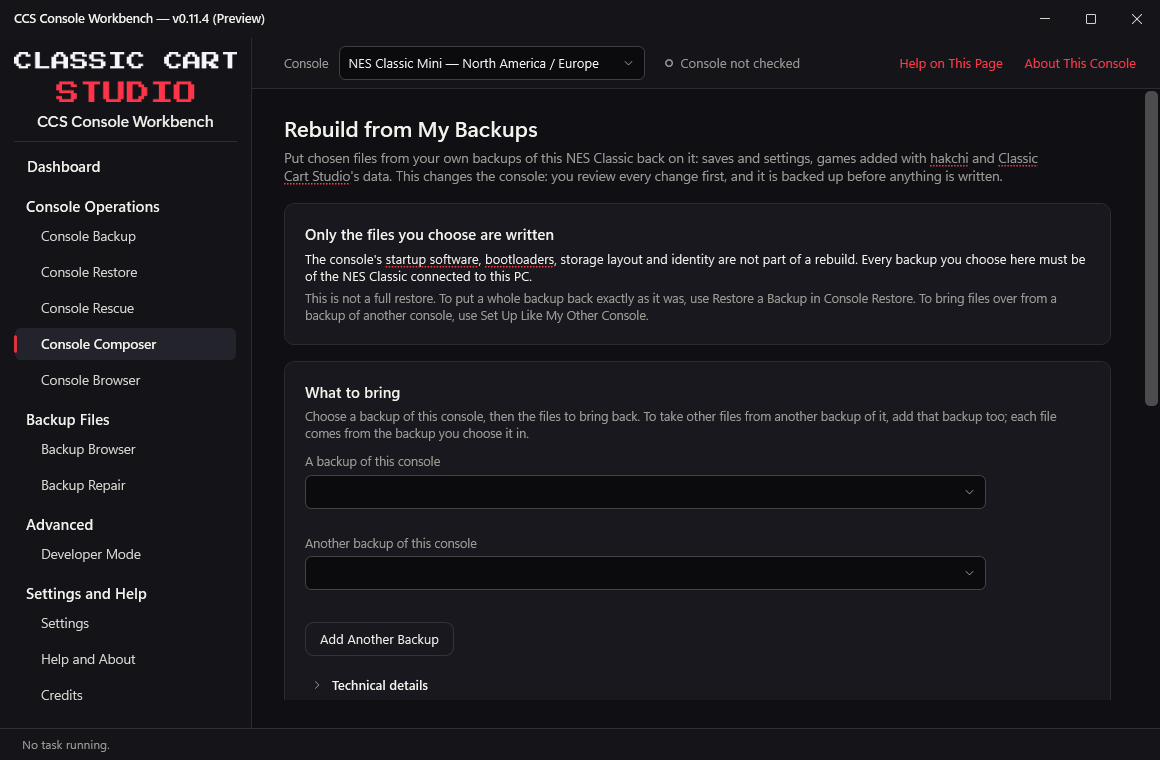 CCS Console Workbench — v0.11.4 (Preview)
CLASSIC CART
STUDIO
CCS Console Workbench
Dashboard
Console Operations
Console Backup
Console Restore
Console Rescue
Console Composer
Console Browser
Backup Files
Backup Browser
Backup Repair
Advanced
Developer Mode
Settings and Help
Settings
Help and About
Credits
Console
NES Classic Mini — North America / Europe
Console not checked
Help on This Page
About This Console
Rebuild from My Backups
Put chosen files from your own backups of this NES Classic back on it: saves and settings, games added with hakchi and Classic
Cart Studio's data. This changes the console: you review every change first, and it is backed up before anything is written.
Only the files you choose are written
The console's startup software, bootloaders, storage layout and identity are not part of a rebuild. Every backup you choose here must be
of the NES Classic connected to this PC.
This is not a full restore. To put a whole backup back exactly as it was, use Restore a Backup in Console Restore. To bring files over from a
backup of another console, use Set Up Like My Other Console.
What to bring
Choose a backup of this console, then the files to bring back. To take other files from another backup of it, add that backup too; each file
comes from the backup you choose it in.
A backup of this console
Another backup of this console
Add Another Backup
Technical details
No task running.